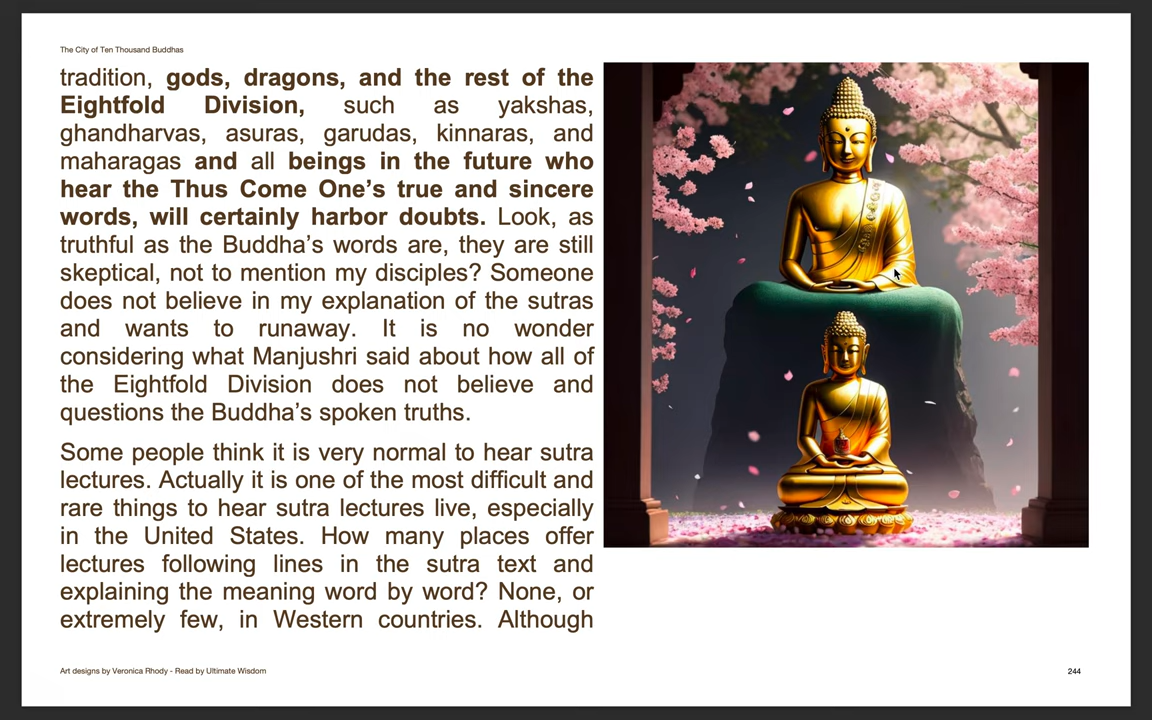 The City of Ten Thousand Buddhas
tradition, gods, dragons, and the rest of the
Eightfold Division, such as yakshas,
ghandharvas, asuras, garudas, kinnaras, and
maharagas and all beings in the future who
hear the Thus Come One’s true and sincere
words, will certainly harbor doubts. Look, as
truthful as the Buddha’s words are, they are still
skeptical, not to mention my disciples? Someone
does not believe in my explanation of the sutras
and wants to runaway. It is no wonder
considering what Manjushri said about how all of
the Eightfold Division does not believe and
questions the Buddha’s spoken truths.
Some people think it is very normal to hear sutra
lectures. Actually it is one of the most difficult and
rare things to hear sutra lectures live, especially
in the United States. How many places offer
lectures following lines in the sutra text and
explaining the meaning word by word? None, or
extremely few, in Western countries. Although
Art designs by Veronica Rhody - Read by Ultimate Wisdom
244